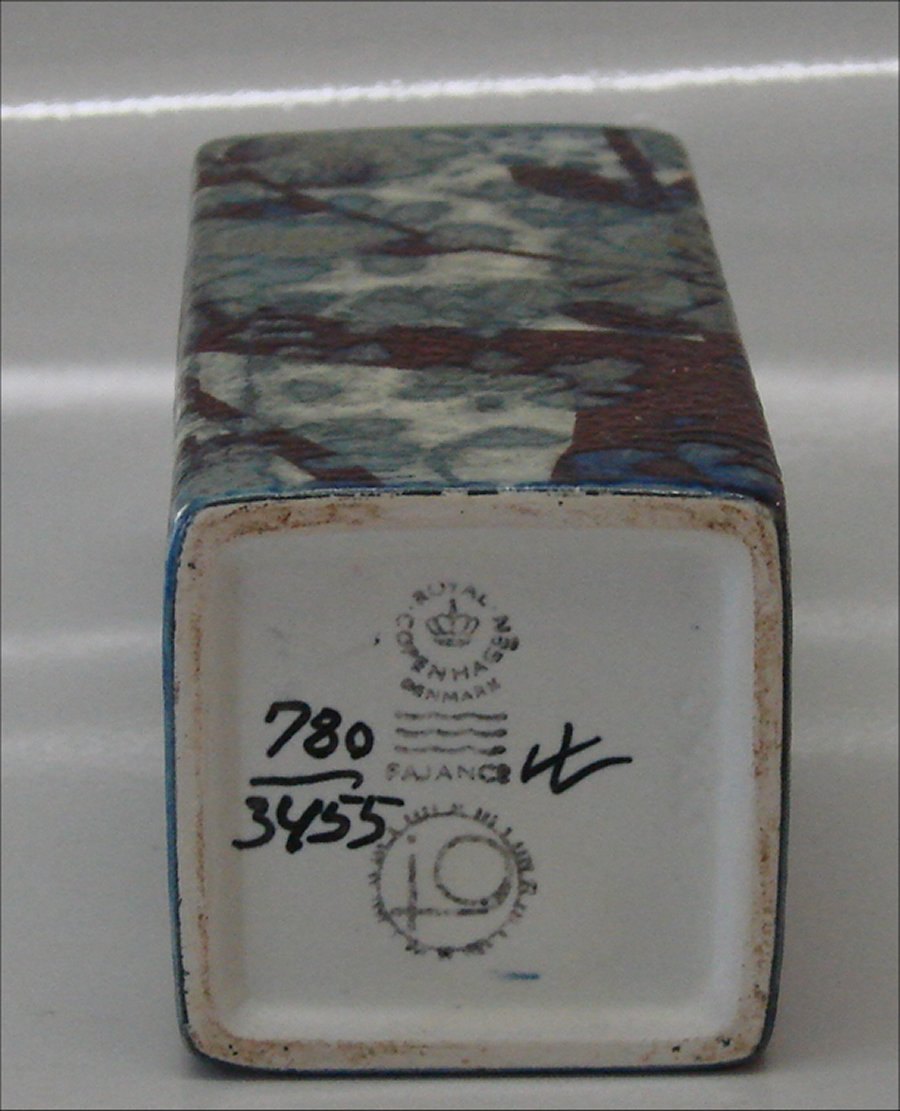 ROYAL
COPENHAGEN
DENMARK
FAJANCE
780
3455